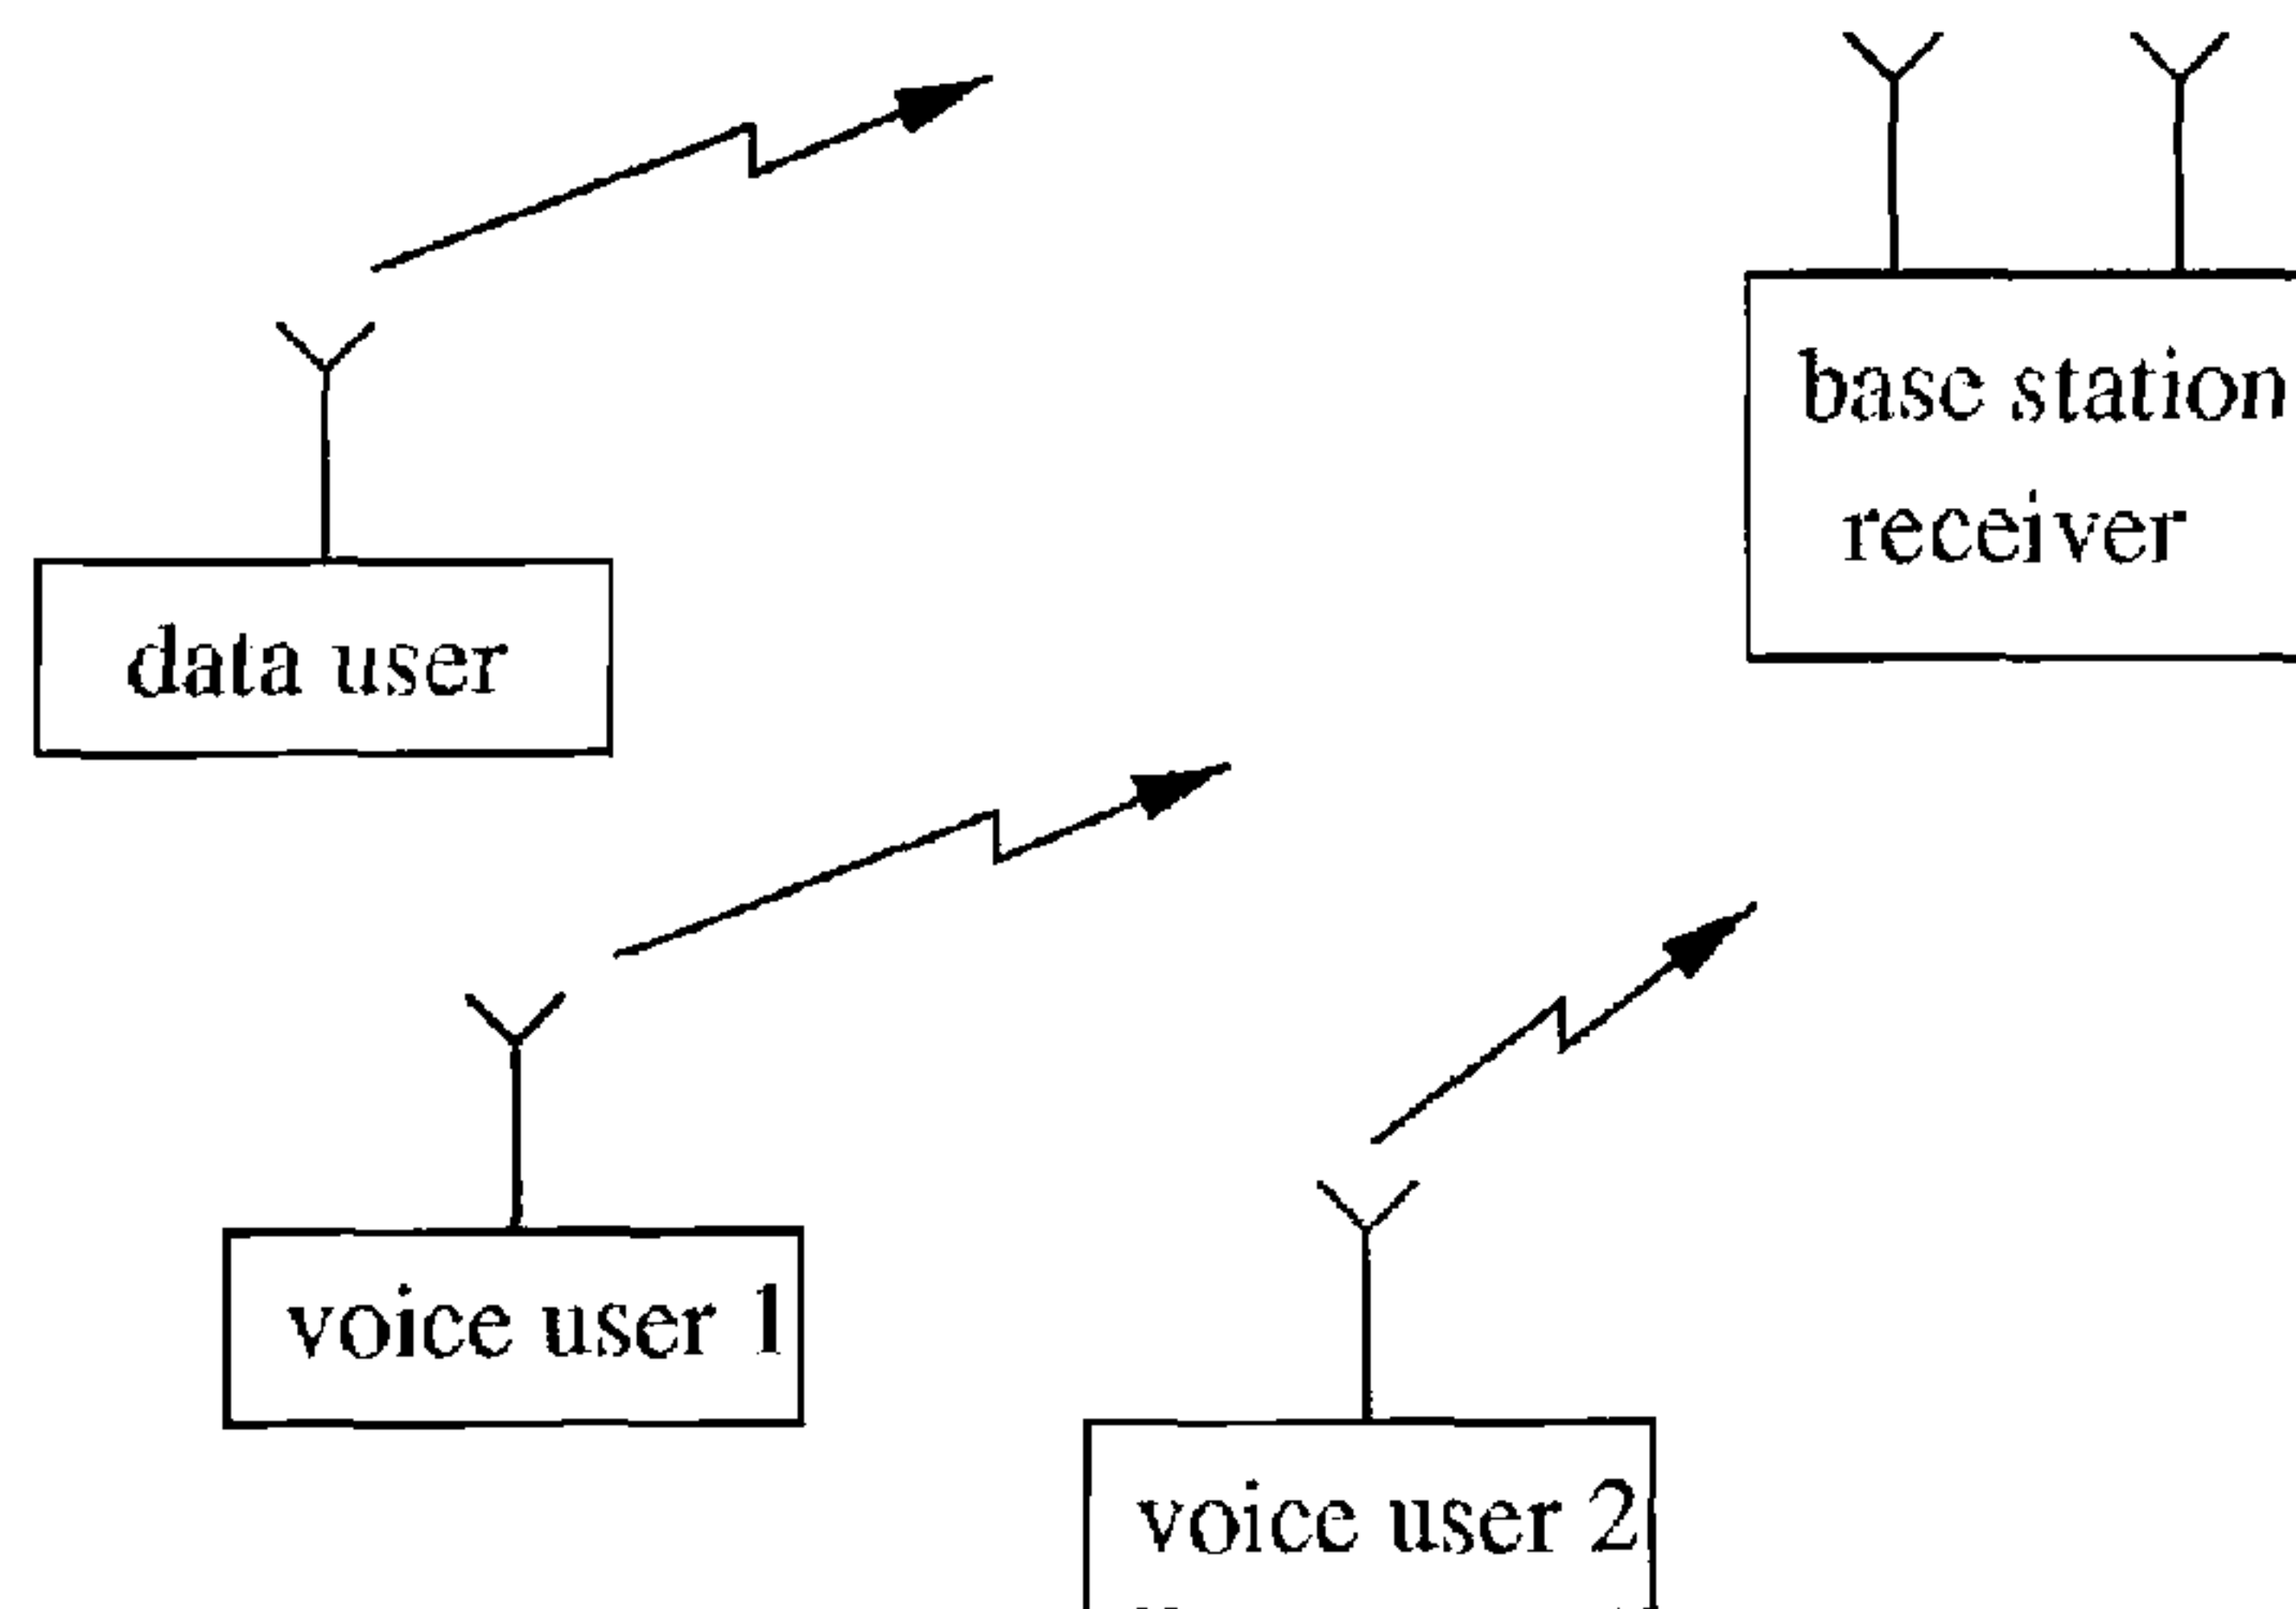 base station
receiver
data user
voice user 1
voice user 2